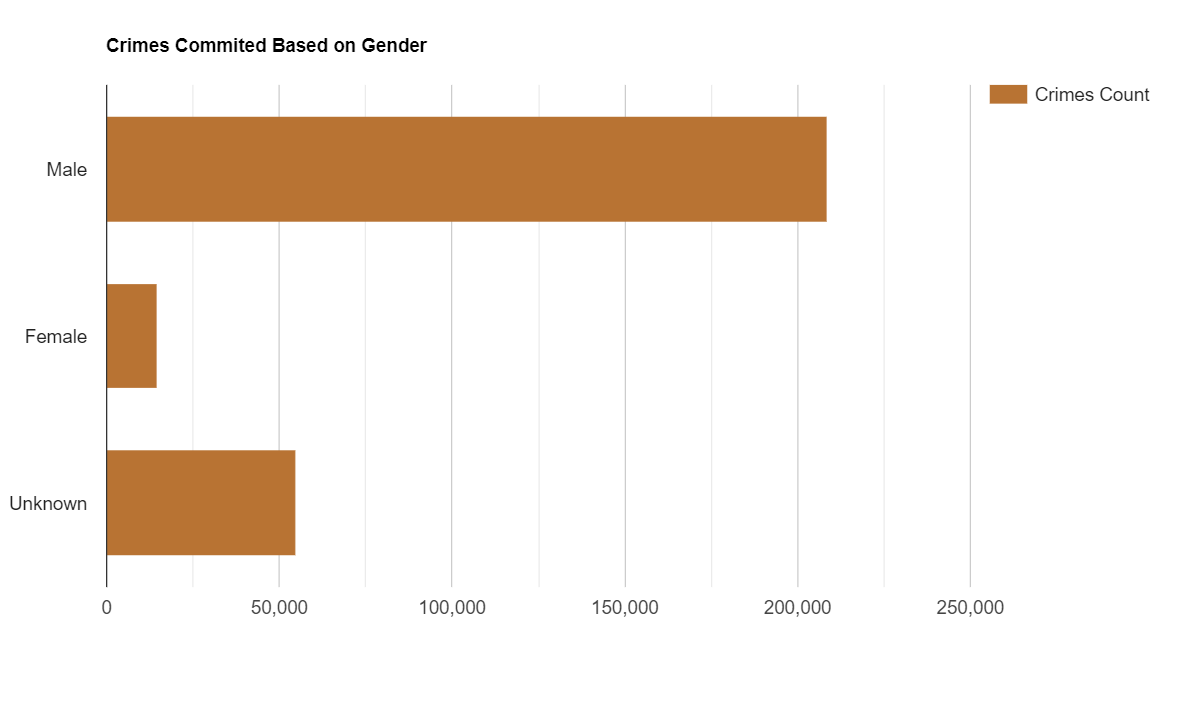 Crimes Commited Based on Gender
Crimes Count
Male
Female
Unknown
0 50,000 100,000 150,000 200,000 250,000